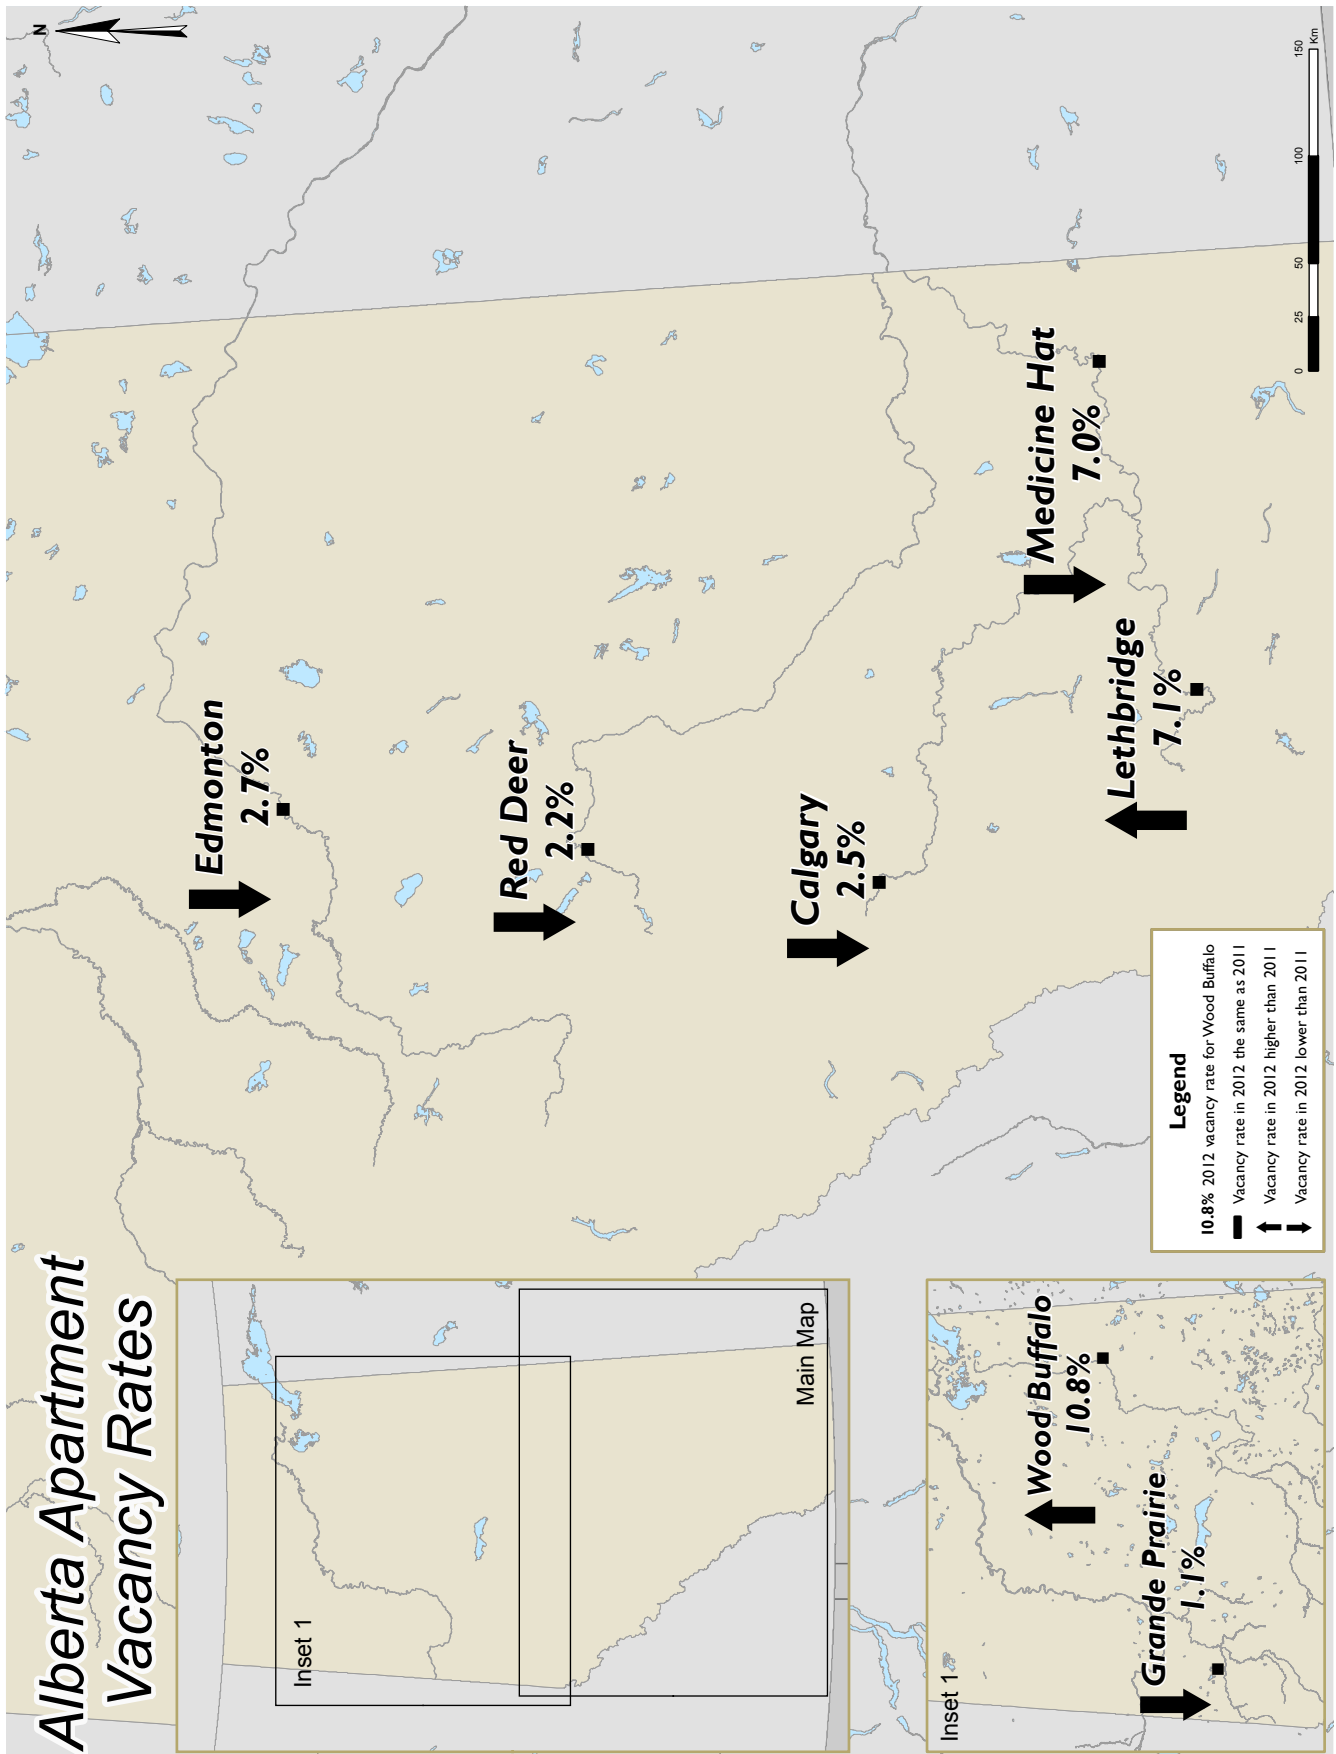 Alberta Apartment
Vacancy Rates
N
Edmonton
2.7%
Red Deer
2.2%
Calgary
2.5%
Medicine Hat
7.0%
Lethbridge
7.1%
Inset 1
Main Map
Inset 1
Wood Buffalo
10.8%
Grande Prairie
1.1%
Legend
10.8% 2012 vacancy rate for Wood Buffalo
Vacancy rate in 2012 the same as 2011
Vacancy rate in 2012 higher than 2011
Vacancy rate in 2012 lower than 2011
0 25 50 100 150
Km